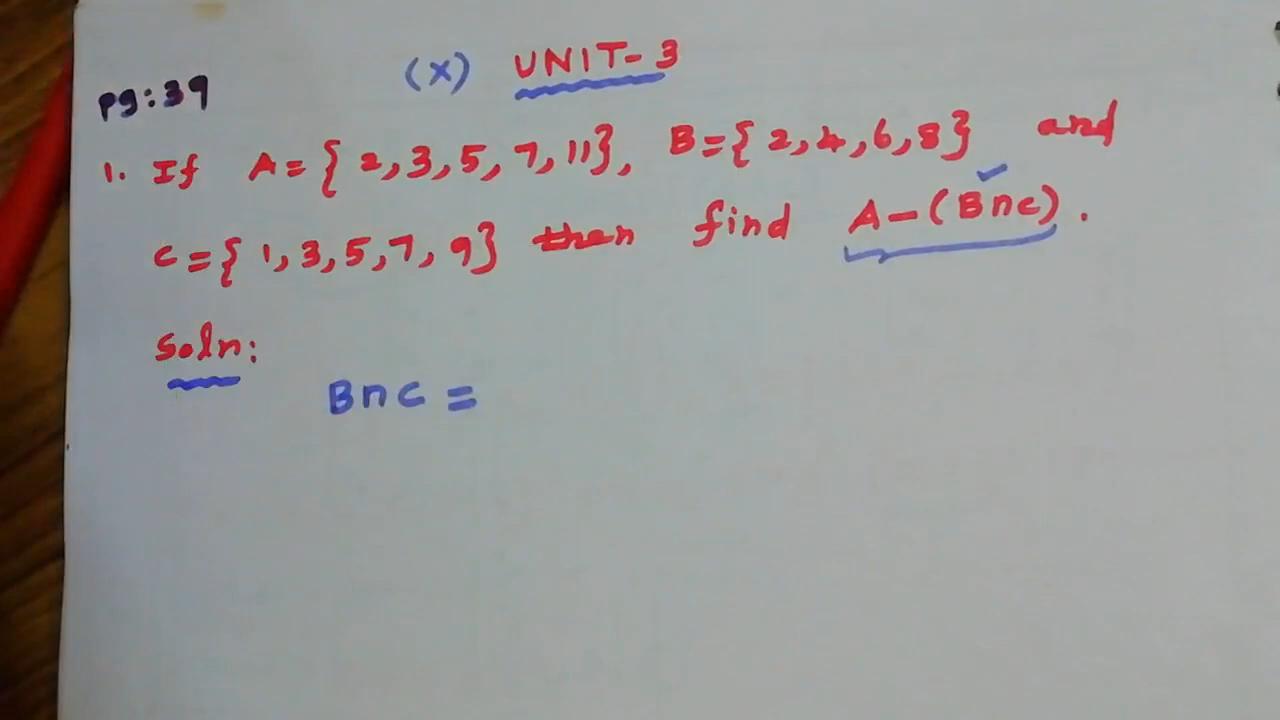 (X) UNIT-3
pg:39
1. If A={ 2,3,5,7,11}, B={ 2,4,6,8} and
C={ 1,3,5,7,9} then find A-(B∩C).
Soln:
B∩C =